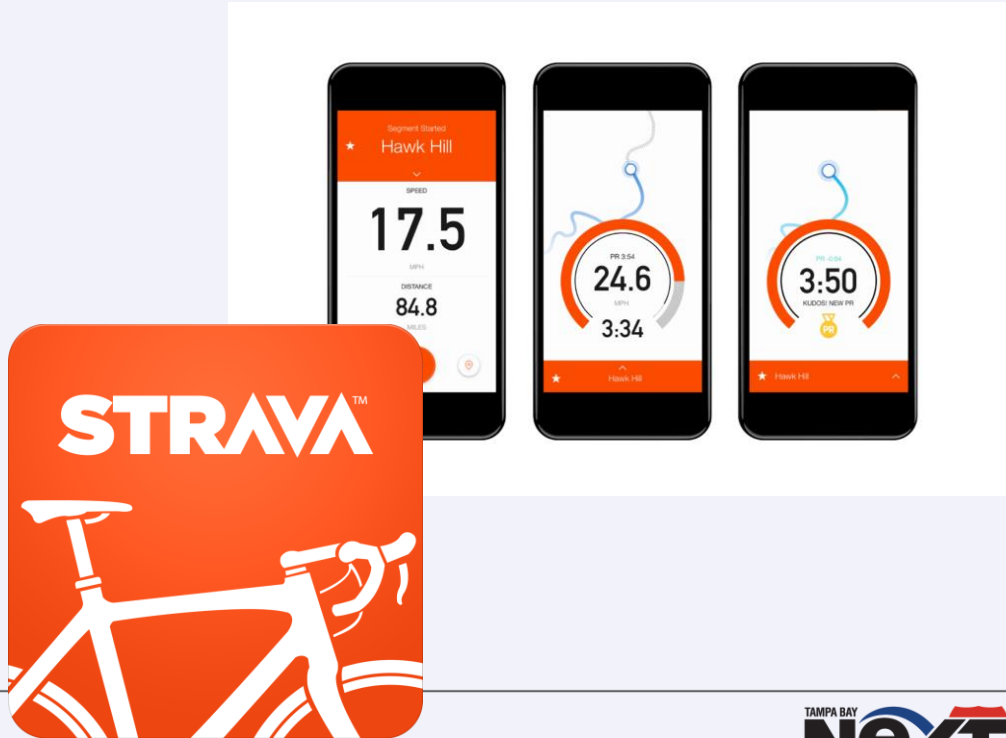 Segment Started
★ Hawk Hill
SPEED
17.5
MPH
DISTANCE
84.8
MILES
PR 3:54
24.6
MPH
3:34
★ Hawk Hill
PR -0:04
3:50
KUDOS! NEW PR
PR
★ Hawk Hill
STRAVA™
TAMPA BAY
NEXT